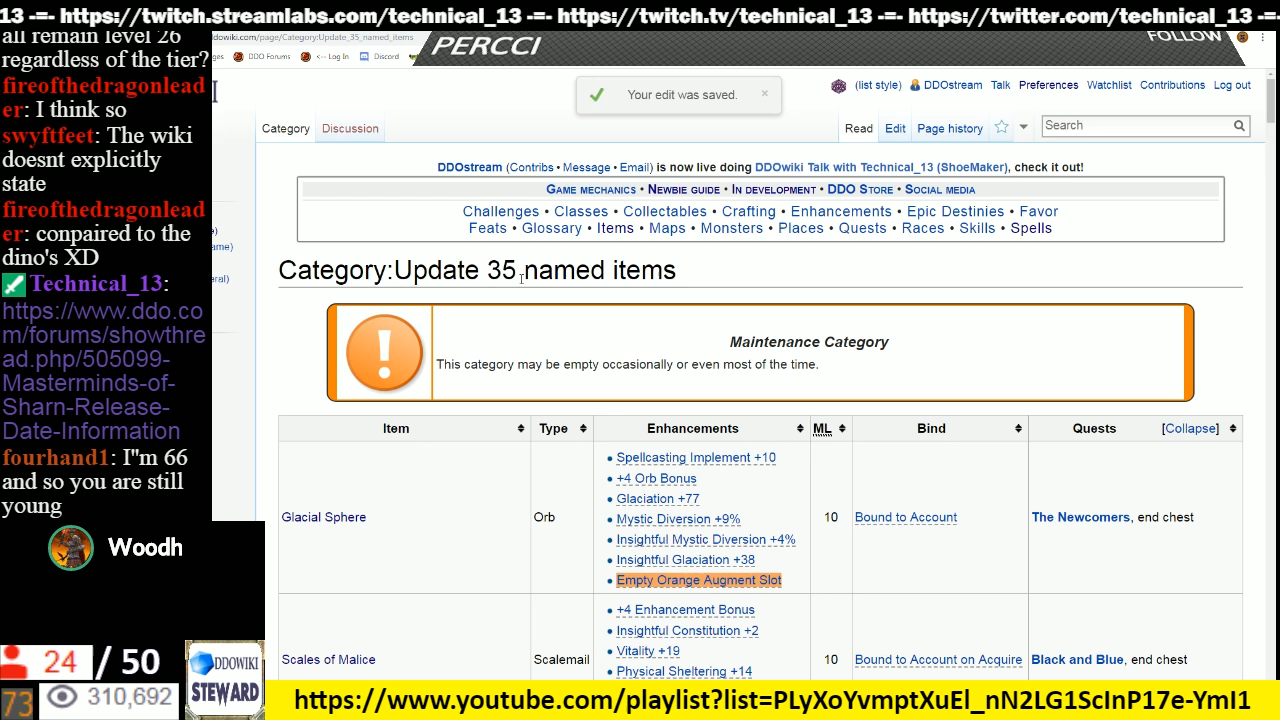 13 -=- https://twitch.streamlabs.com/technical_13 -=- https://twitch.tv/technical_13 -=- https://twitter.com/technical_13 -=-
all remain level 26
regardless of the tier?
fireofthedragonlead
er: I think so
swyftfeet: The wiki
doesnt explicitly
state
fireofthedragonlead
er: conpaired to the
dino's XD
Technical_13:
https://www.ddo.co
m/forums/showthre
ad.php/505099-
Masterminds-of-
Sharn-Release-
Date-Information
fourhand1: I"m 66
and so you are still
young
Woodh
24 / 50
73 310,692
DDOWIKI
STEWARD
ddowiki.com/page/Category:Update_35_named_items
DDO Forums <-- Log In Discord
PERCCI
FOLLOW
Your edit was saved. ×
(list style) DDOstream Talk Preferences Watchlist Contributions Log out
Category Discussion Read Edit Page history Search
DDOstream (Contribs • Message • Email) is now live doing DDOwiki Talk with Technical_13 (ShoeMaker), check it out!
Game mechanics • Newbie guide • In development • DDO Store • Social media
Challenges • Classes • Collectables • Crafting • Enhancements • Epic Destinies • Favor
Feats • Glossary • Items • Maps • Monsters • Places • Quests • Races • Skills • Spells
Category:Update 35 named items
Maintenance Category
This category may be empty occasionally or even most of the time.
Item Type Enhancements ML Bind Quests [Collapse]
Glacial Sphere
Orb
• Spellcasting Implement +10
• +4 Orb Bonus
• Glaciation +77
• Mystic Diversion +9%
• Insightful Mystic Diversion +4%
• Insightful Glaciation +38
• Empty Orange Augment Slot
10
Bound to Account
The Newcomers, end chest
Scales of Malice
Scalemail
• +4 Enhancement Bonus
• Insightful Constitution +2
• Vitality +19
• Physical Sheltering +14
10
Bound to Account on Acquire
Black and Blue, end chest
https://www.youtube.com/playlist?list=PLyXoYvmptXuEl_nN2LG1ScInP17e-YmI1